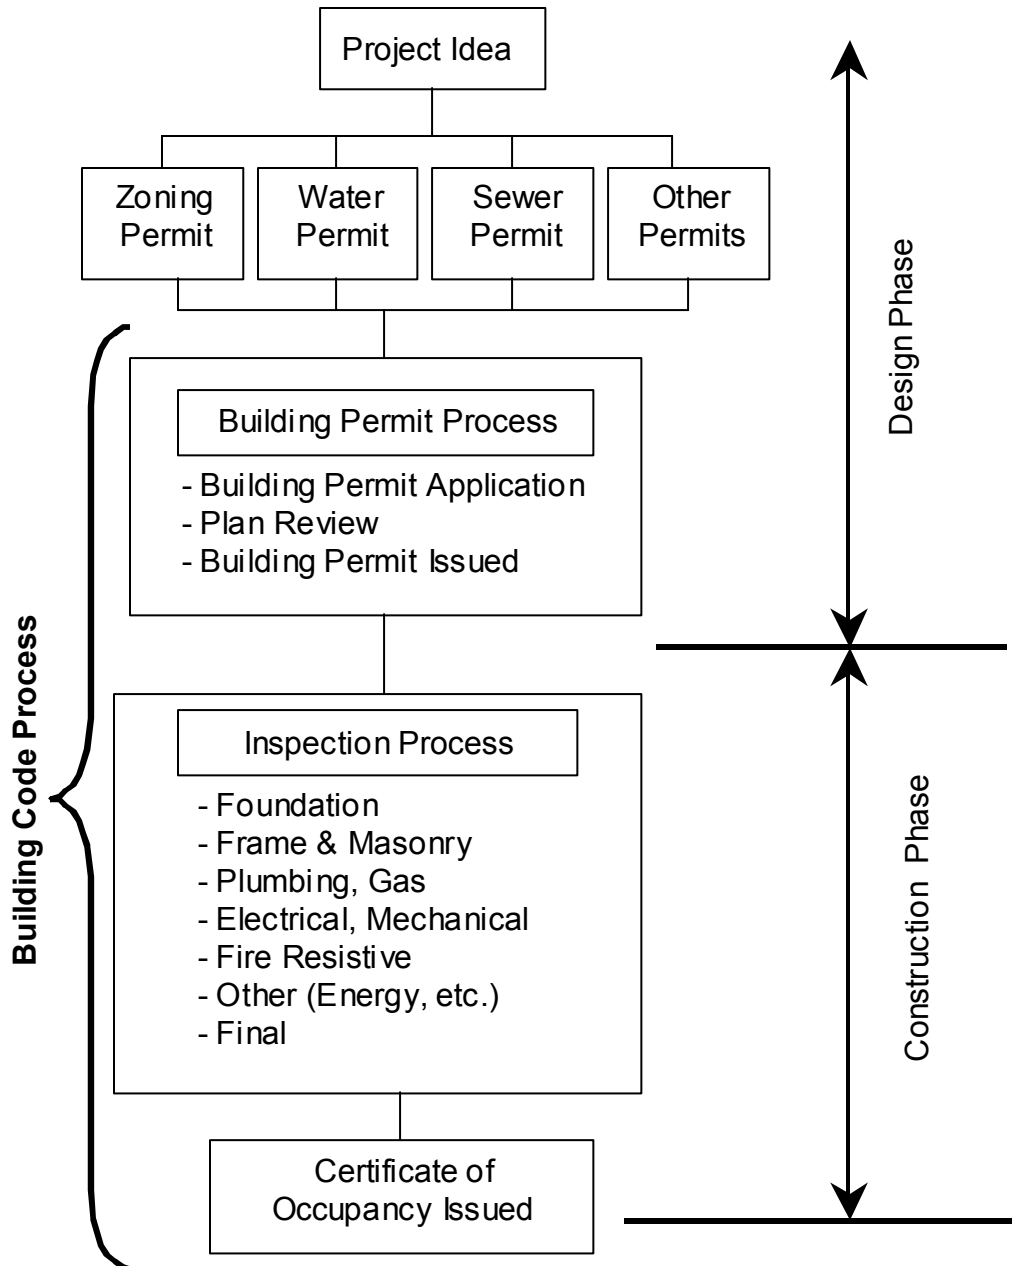 Project Idea
Zoning
Permit
Water
Permit
Sewer
Permit
Other
Permits
Design Phase
Building Permit Process
- Building Permit Application
- Plan Review
- Building Permit Issued
Building Code Process
Inspection Process
- Foundation
- Frame & Masonry
- Plumbing, Gas
- Electrical, Mechanical
- Fire Resistive
- Other (Energy, etc.)
- Final
Construction Phase
Certificate of
Occupancy Issued